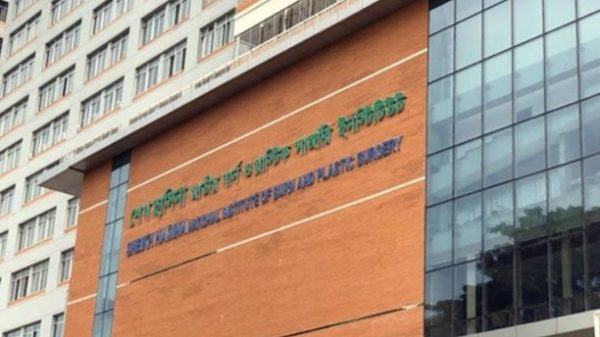 শেখ হাসিনা জাতীয় বার্ন ও প্লাস্টিক সার্জারি ইনস্টিটিউট
SHEIKH HASINA NATIONAL INSTITUTE OF BURN AND PLASTIC SURGERY